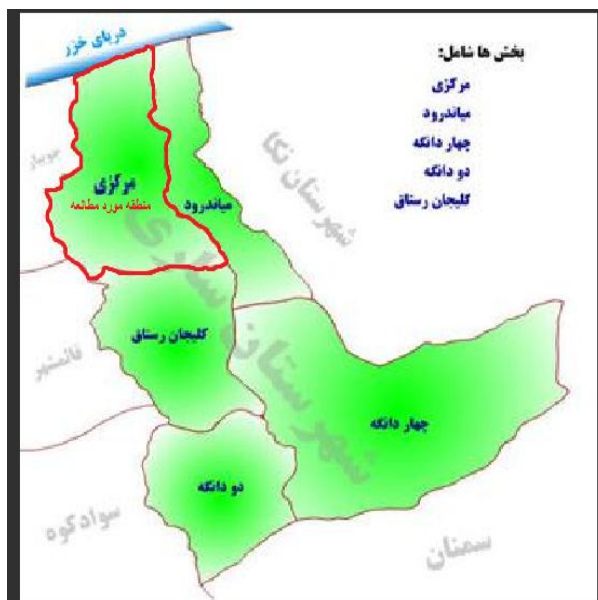 دریای خزر
بخش ها شامل:
مرکزی
میاندرود
چهار دانگه
دو دانگه
کلیجان رستاق
جویبار
شهرستان نکا
مرکزی
منطقه مورد مطالعه
میاندرود
شهرستان ساری
کلیجان رستاق
قائمشهر
چهار دانگه
دو دانگه
سوادکوه
سمنان